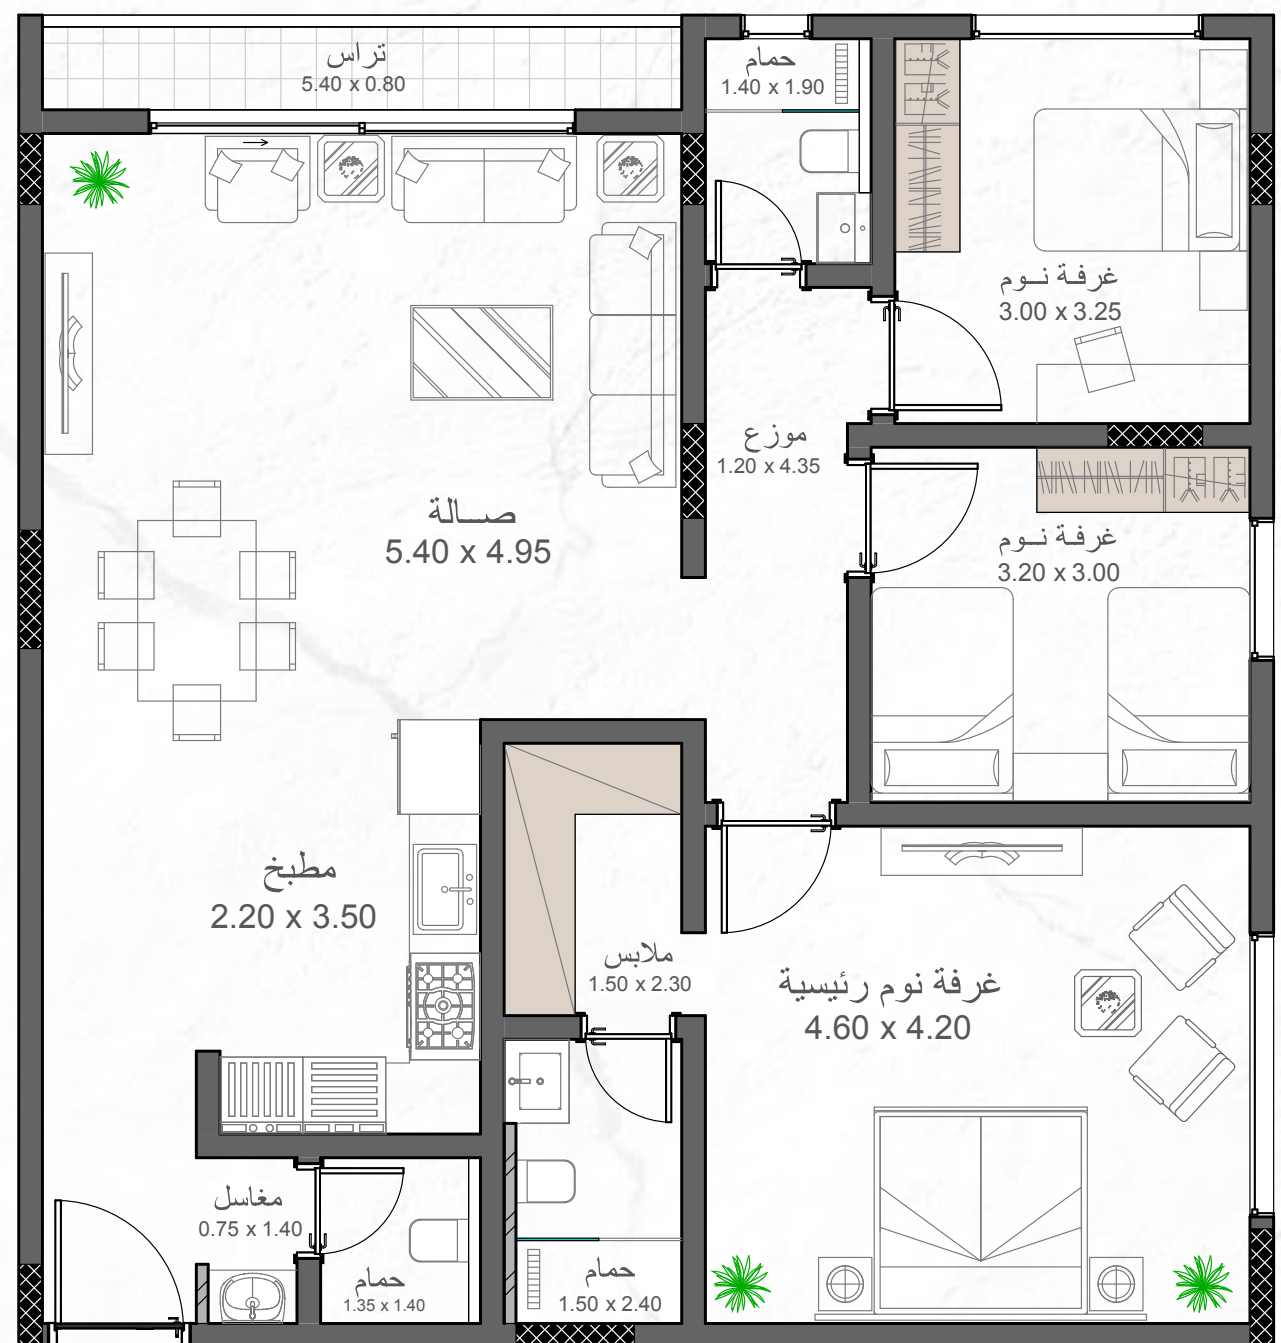 تراس
5.40 x 0.80
حمام
1.40 x 1.90
غرفة نوم
3.00 x 3.25
موزع
1.20 x 4.35
صالة
5.40 x 4.95
غرفة نوم
3.20 x 3.00
مطبخ
2.20 x 3.50
ملابس
1.50 x 2.30
غرفة نوم رئيسية
4.60 x 4.20
مغاسل
0.75 x 1.40
حمام
1.35 x 1.40
حمام
1.50 x 2.40